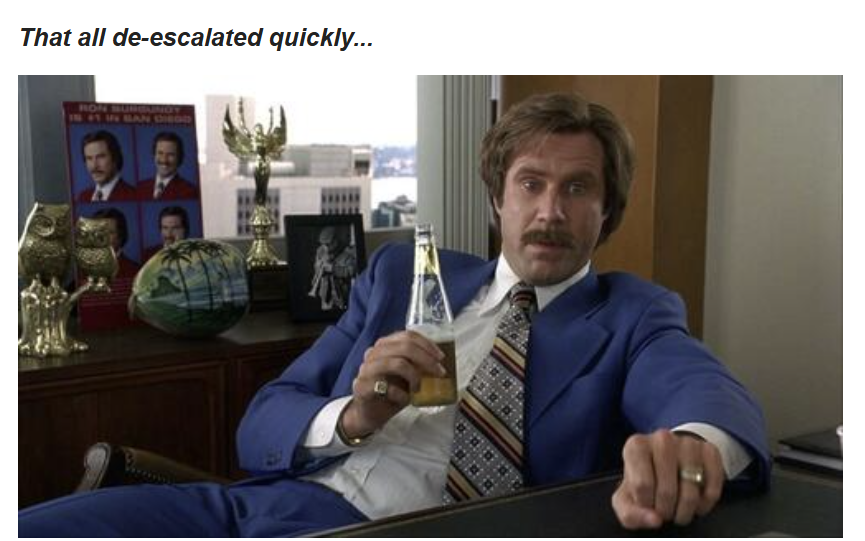 That all de-escalated quickly...
RON BURGUNDY
IS #1 IN SAN DIEGO